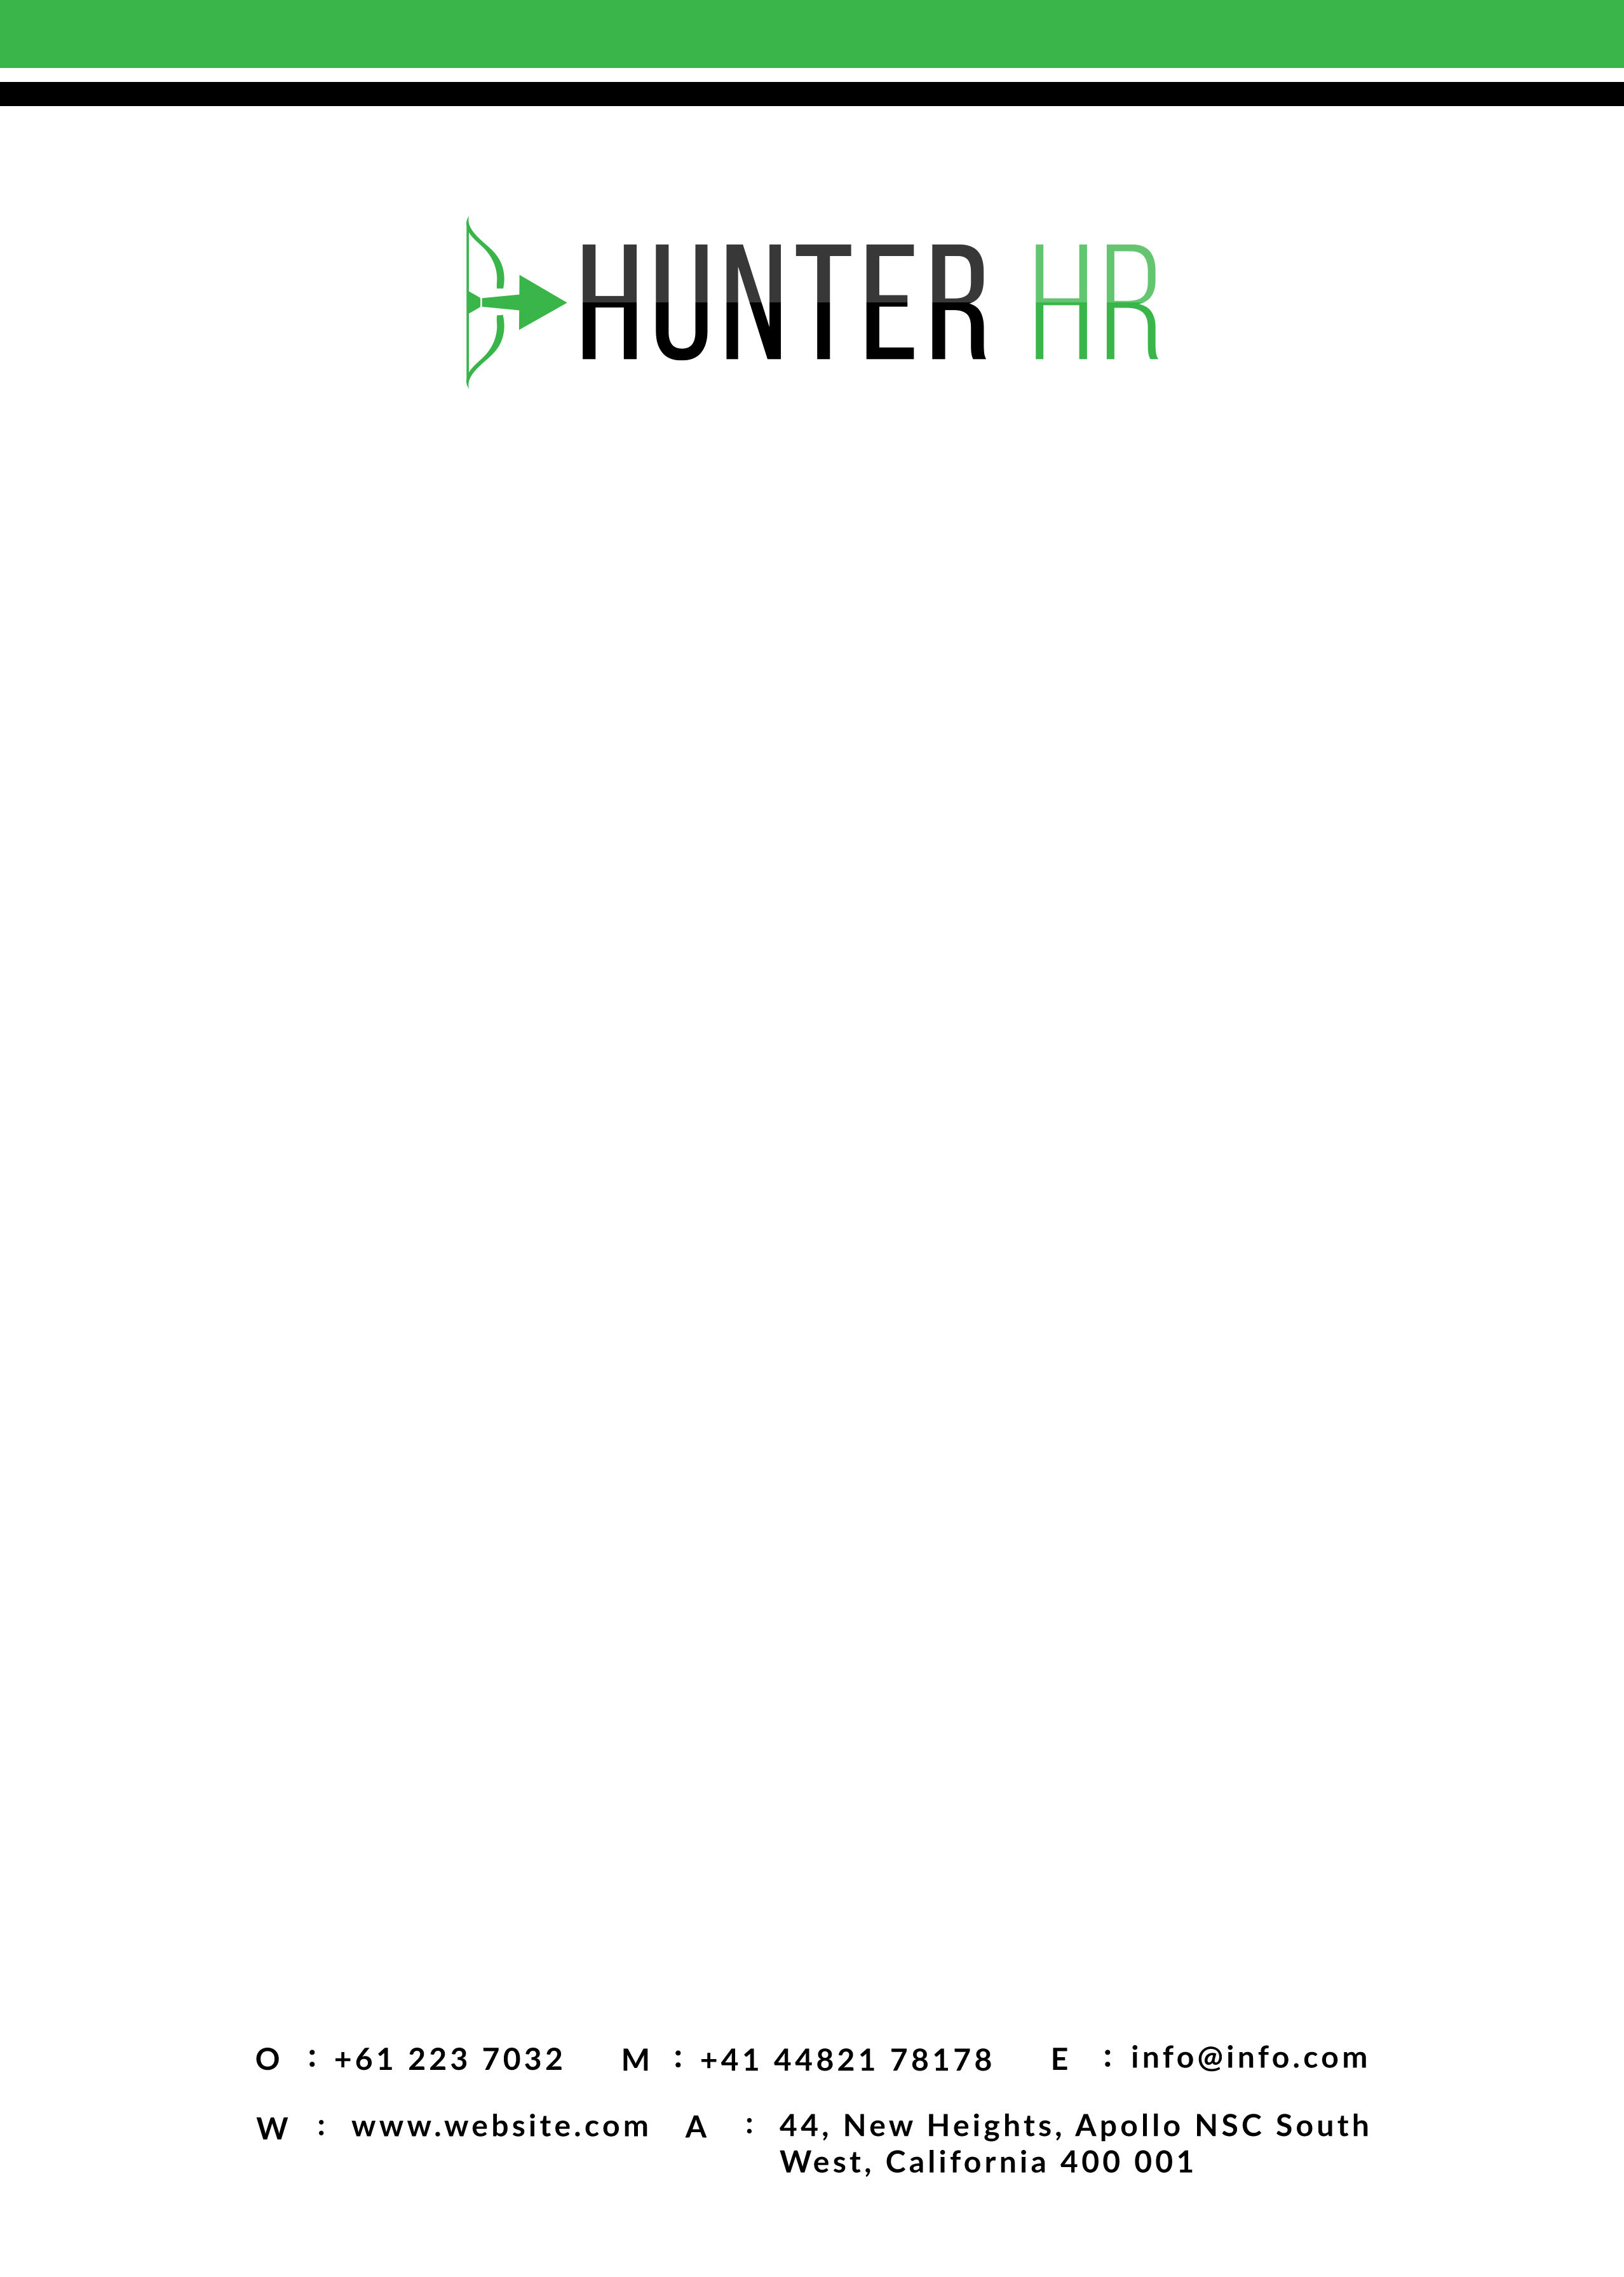 HUNTER HR
O : +61 223 7032 M : +41 44821 78178 E : info@info.com
W : www.website.com A : 44, New Heights, Apollo NSC South
West, California 400 001